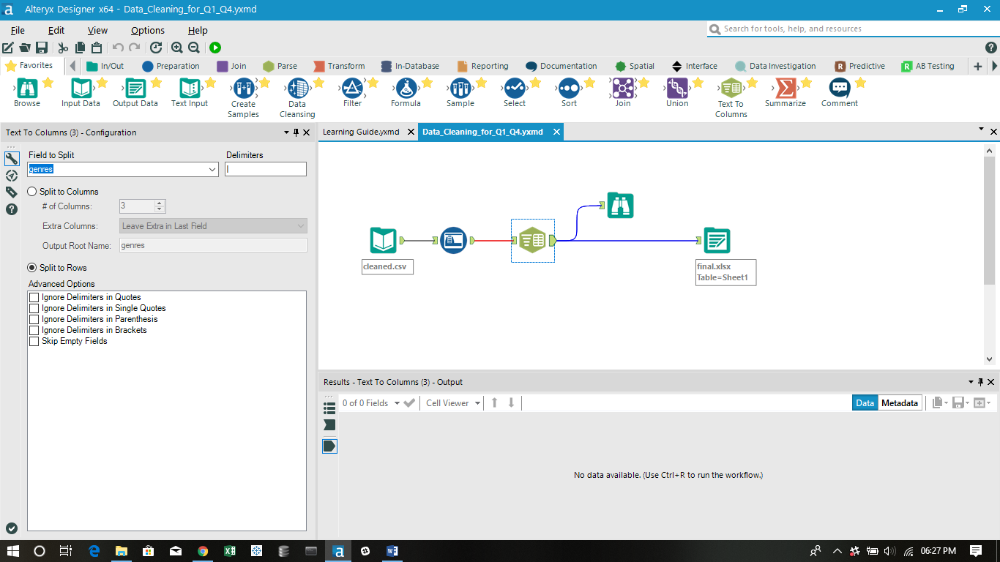 Alteryx Designer x64 - Data_Cleaning_for_Q1_Q4.yxmd
File Edit View Options Help
Search for tools, help, and resources
Favorites In/Out Preparation Join Parse Transform In-Database Reporting Documentation Spatial Interface Data Investigation Predictive AB Testing
Browse Input Data Output Data Text Input Create Samples Data Cleansing Filter Formula Sample Select Sort Join Union Text To Columns Summarize Comment
Text To Columns (3) - Configuration
Learning Guide.yxmd
Data_Cleaning_for_Q1_Q4.yxmd
Field to Split Delimiters
genres |
Split to Columns
# of Columns: 3
Extra Columns: Leave Extra in Last Field
Output Root Name: genres
Split to Rows
Advanced Options
Ignore Delimiters in Quotes
Ignore Delimiters in Single Quotes
Ignore Delimiters in Parenthesis
Ignore Delimiters in Brackets
Skip Empty Fields
cleaned.csv
final.xlsx
Table=Sheet1
Results - Text To Columns (3) - Output
0 of 0 Fields Cell Viewer Data Metadata
No data available. (Use Ctrl+R to run the workflow.)
06:27 PM